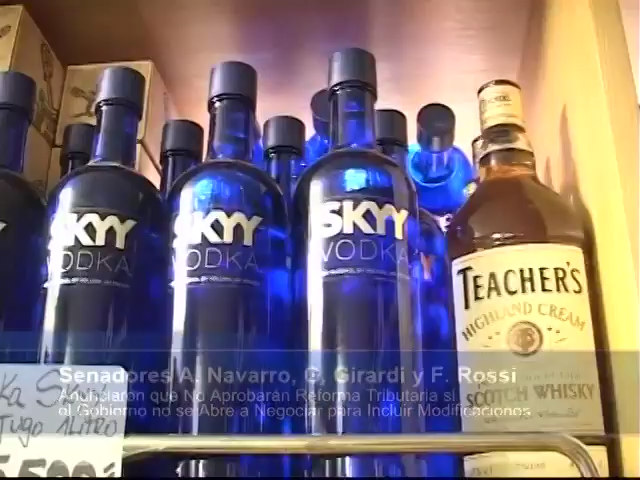 SKYY
VODKA
SKYY
VODKA
SKYY
VODKA
TEACHER'S
HIGHLAND CREAM
SCOTCH WHISKY
Senadores A. Navarro, G. Girardi y F. Rossi
Anunciaron que No Aprobarán Reforma Tributaria si
el Gobierno no se Abre a Negociar para Incluir Modificaciones
Jugo 1Litro